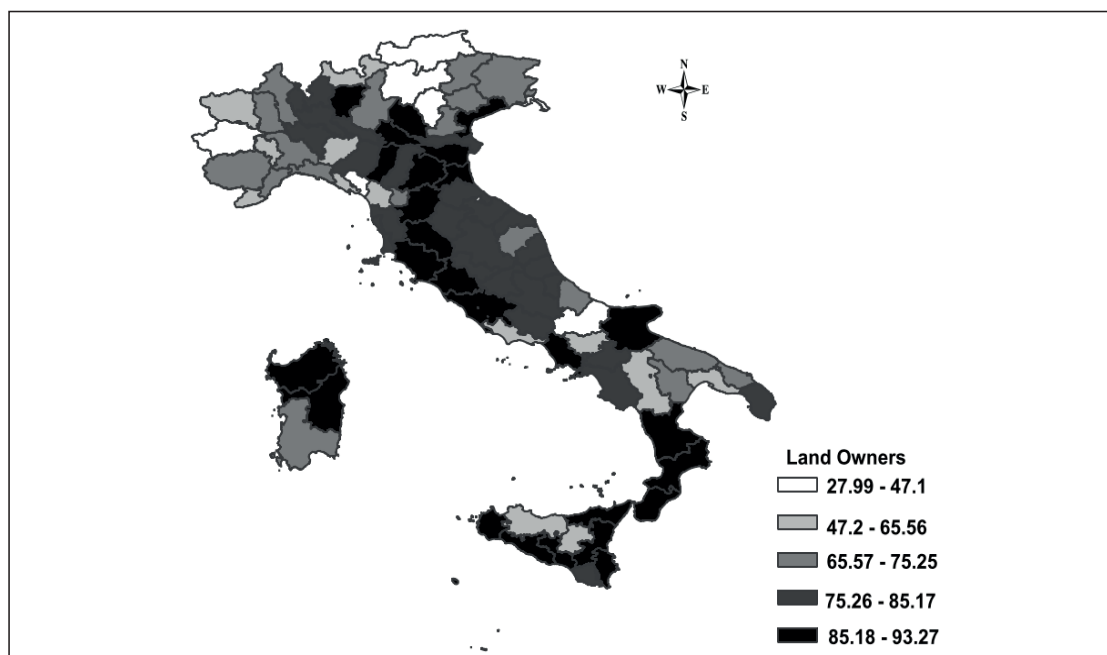 N
W E
S
Land Owners
27.99 - 47.1
47.2 - 65.56
65.57 - 75.25
75.26 - 85.17
85.18 - 93.27